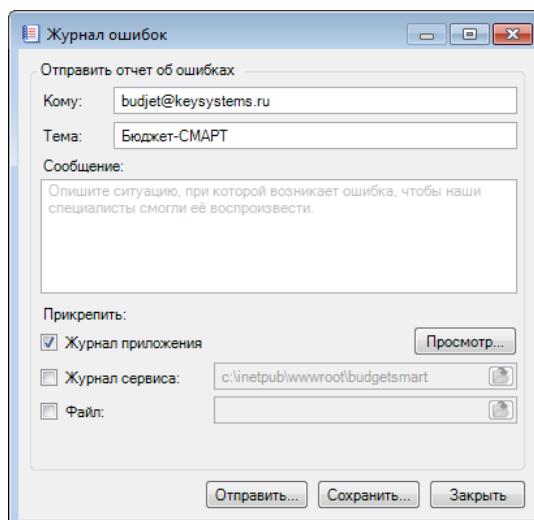 Журнал ошибок
Отправить отчет об ошибках
Кому: budjet@keysystems.ru
Тема: Бюджет-СМАРТ
Сообщение:
Опишите ситуацию, при которой возникает ошибка, чтобы наши
специалисты смогли её воспроизвести.
Прикрепить:
Журнал приложения Просмотр...
Журнал сервиса: c:\inetpub\wwwroot\budgetsmart
Файл:
Отправить... Сохранить... Закрыть